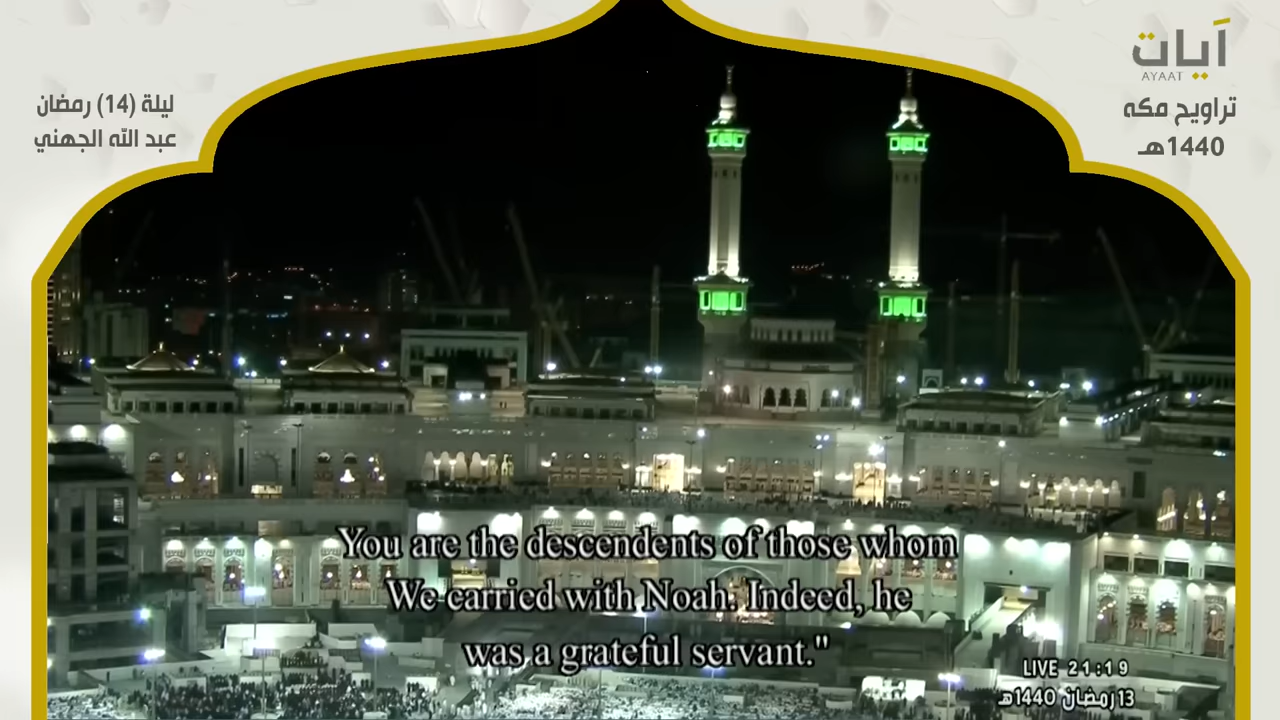 آيات
AYAAT
تراويح مكه
1440هـ
ليلة (14) رمضان
عبد الله الجهني
You are the descendents of those whom
We carried with Noah. Indeed, he
was a grateful servant."
LIVE 21:19
13 رمضان 1440هـ